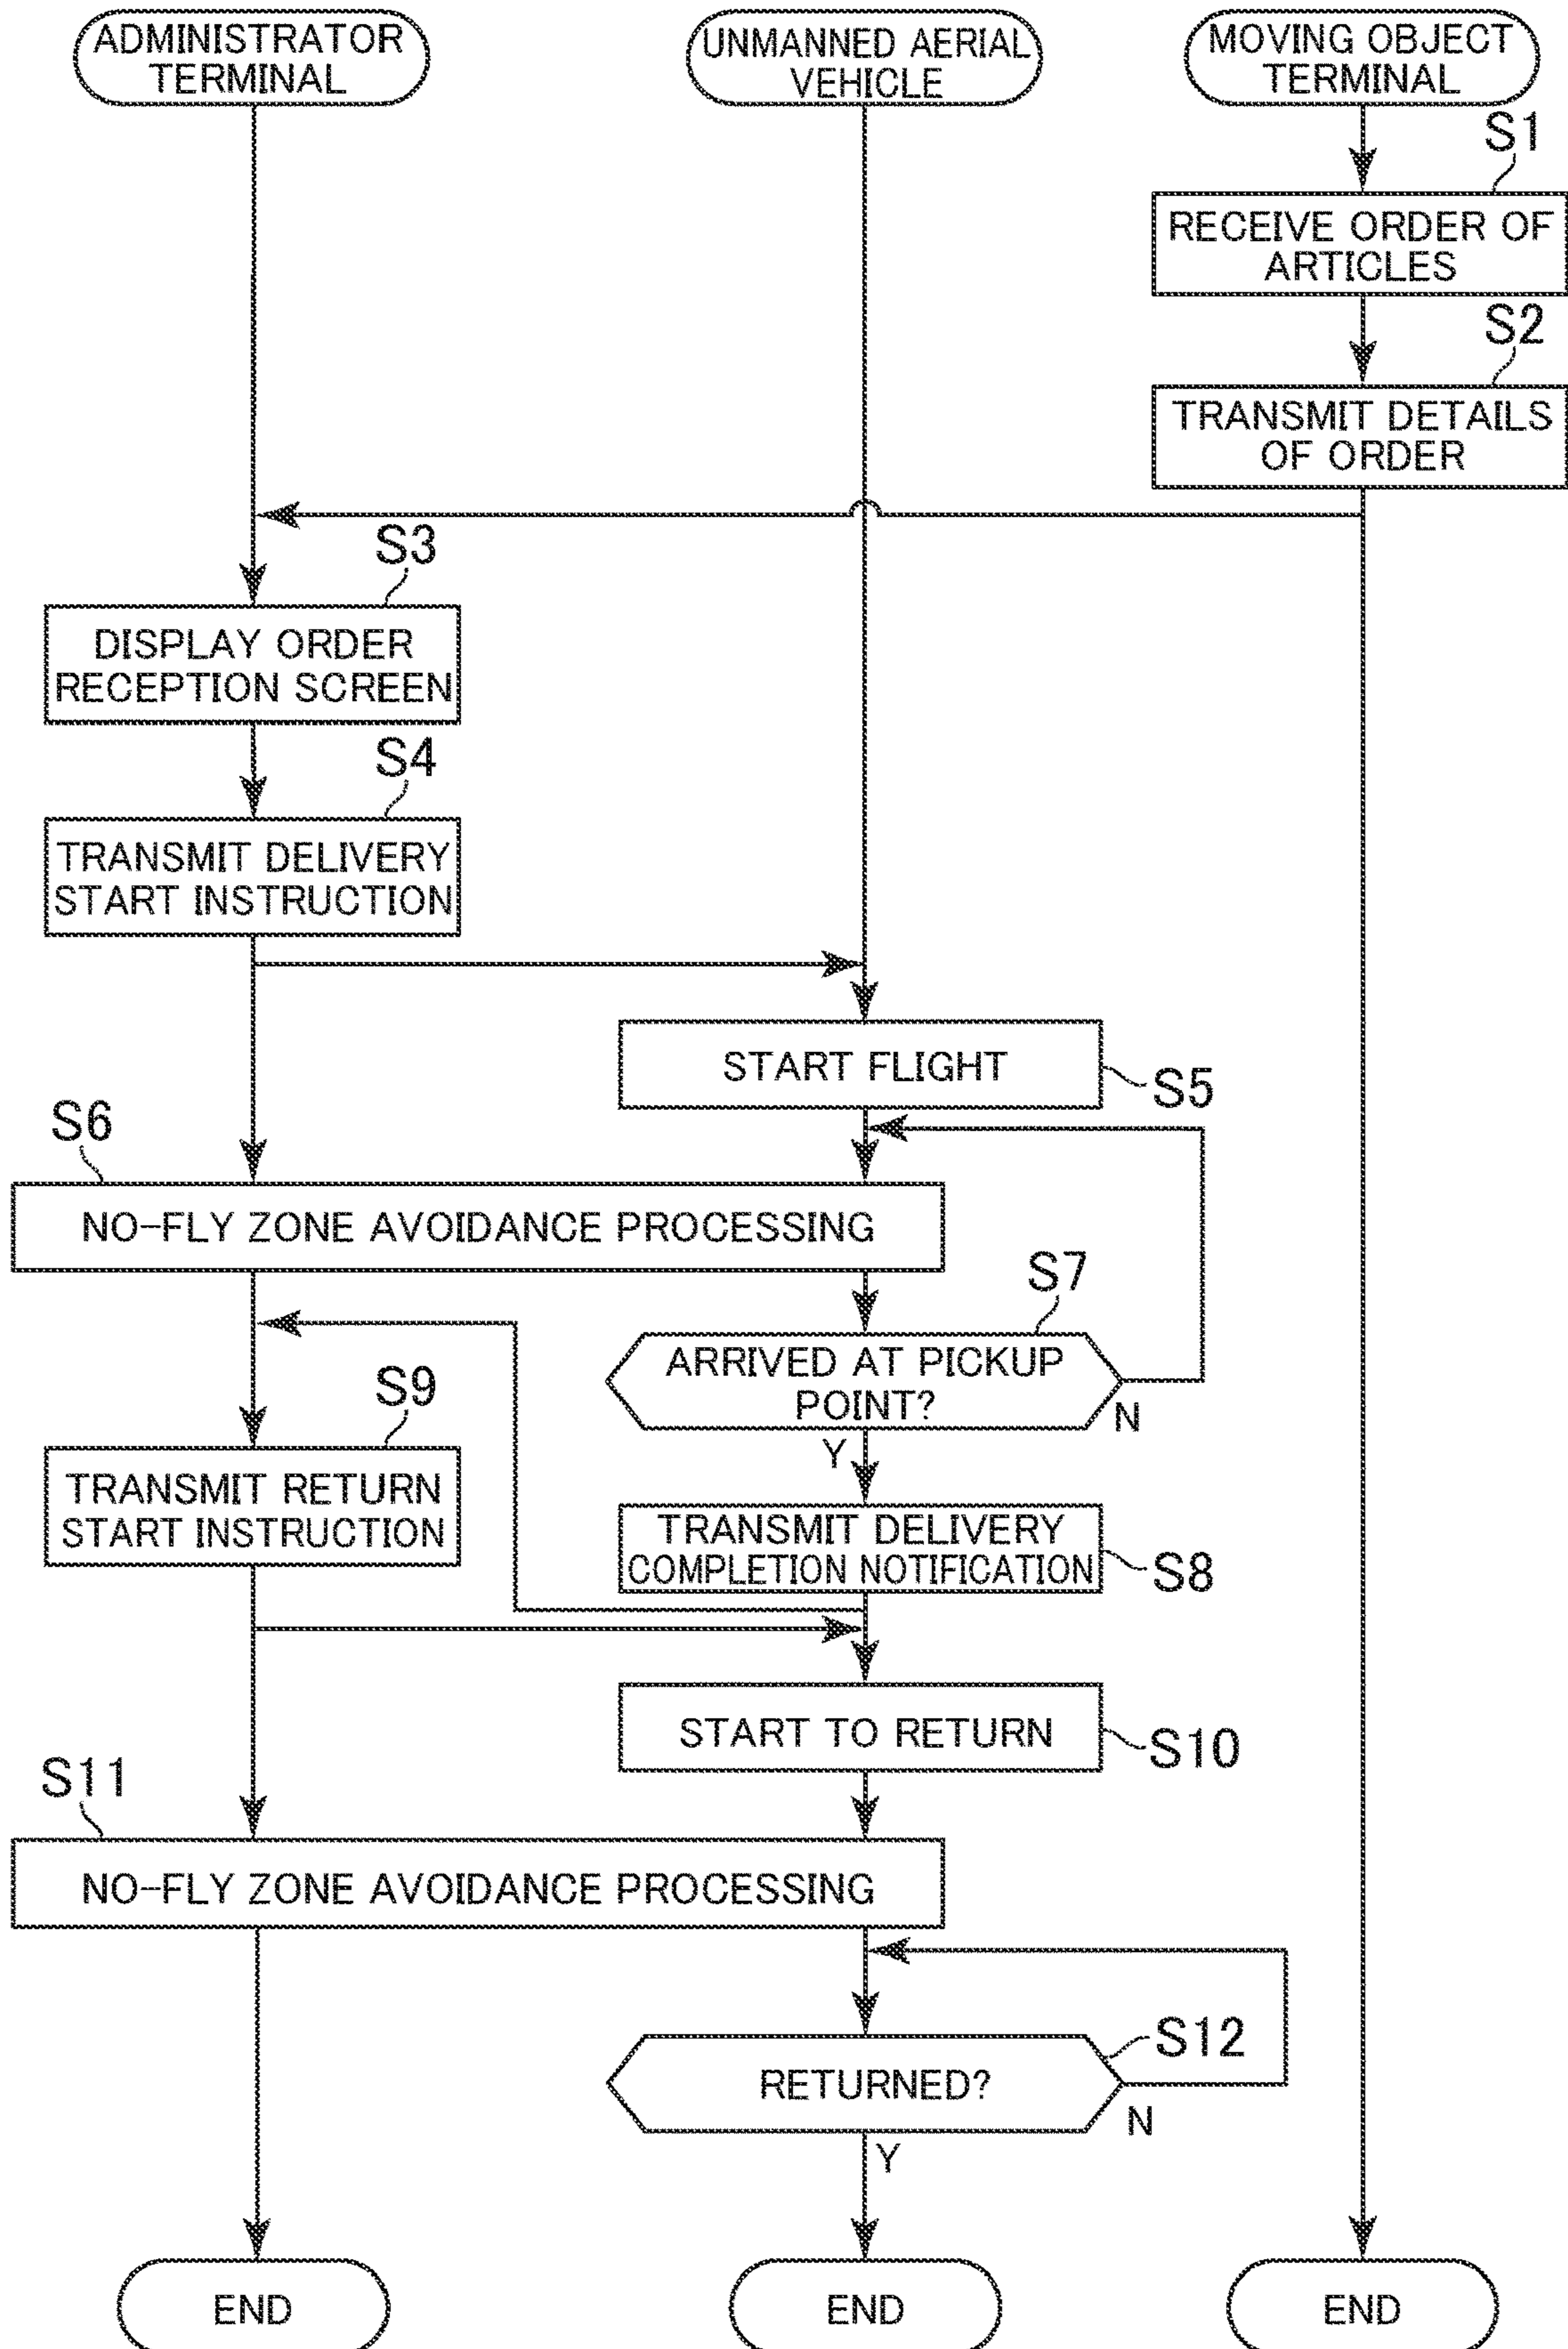 ADMINISTRATOR
TERMINAL
UNMANNED AERIAL
VEHICLE
MOVING OBJECT
TERMINAL
S1
RECEIVE ORDER OF
ARTICLES
S2
TRANSMIT DETAILS
OF ORDER
S3
DISPLAY ORDER
RECEPTION SCREEN
S4
TRANSMIT DELIVERY
START INSTRUCTION
START FLIGHT
S5
S6
NO-FLY ZONE AVOIDANCE PROCESSING
S7
ARRIVED AT PICKUP
POINT?
N
Y
S9
TRANSMIT RETURN
START INSTRUCTION
TRANSMIT DELIVERY
COMPLETION NOTIFICATION
S8
START TO RETURN
S10
S11
NO-FLY ZONE AVOIDANCE PROCESSING
S12
RETURNED?
N
Y
END
END
END